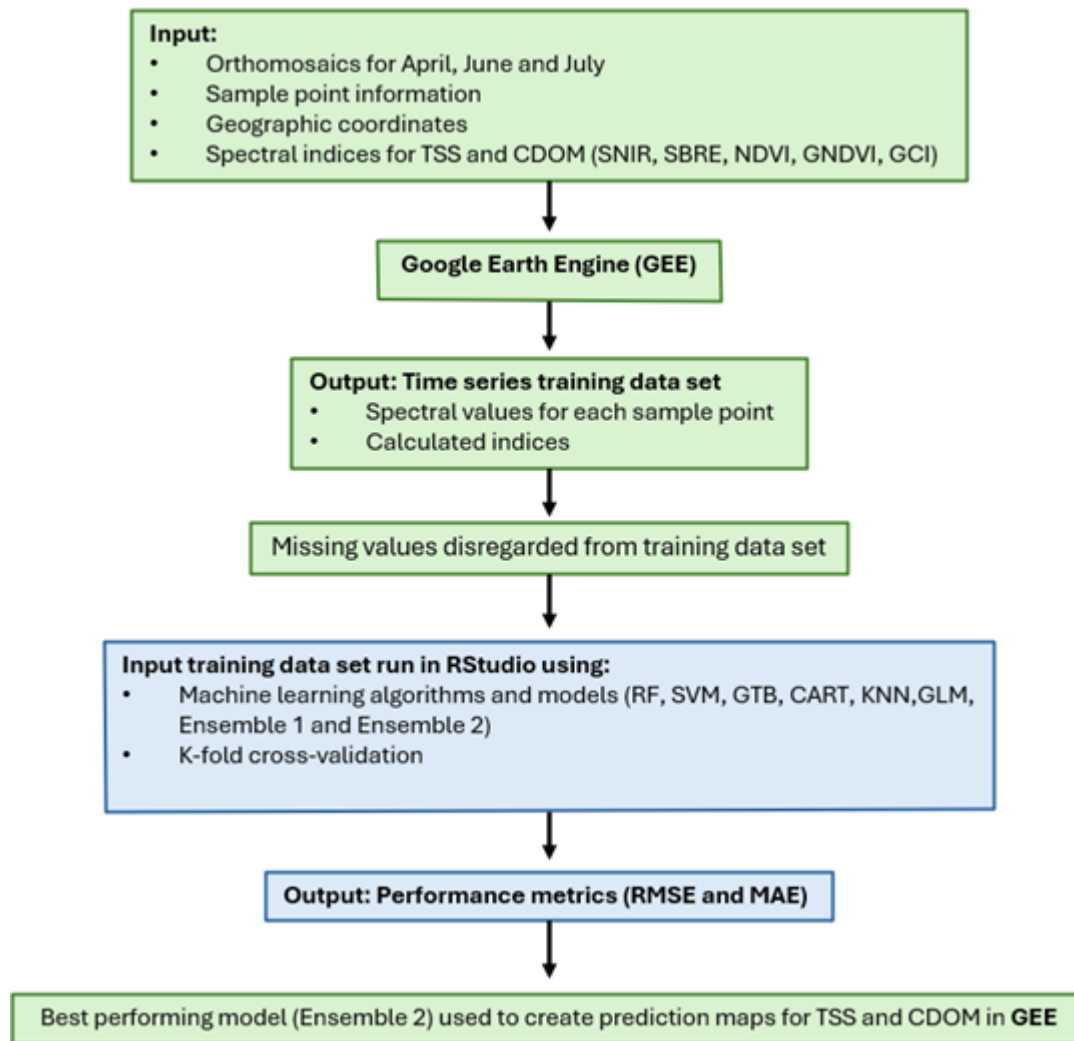 Input:
• Orthomosaics for April, June and July
• Sample point information
• Geographic coordinates
• Spectral indices for TSS and CDOM (SNIR, SBRE, NDVI, GNDVI, GCI)
Google Earth Engine (GEE)
Output: Time series training data set
• Spectral values for each sample point
• Calculated indices
Missing values disregarded from training data set
Input training data set run in RStudio using:
• Machine learning algorithms and models (RF, SVM, GTB, CART, KNN,GLM,
Ensemble 1 and Ensemble 2)
• K-fold cross-validation
Output: Performance metrics (RMSE and MAE)
Best performing model (Ensemble 2) used to create prediction maps for TSS and CDOM in GEE